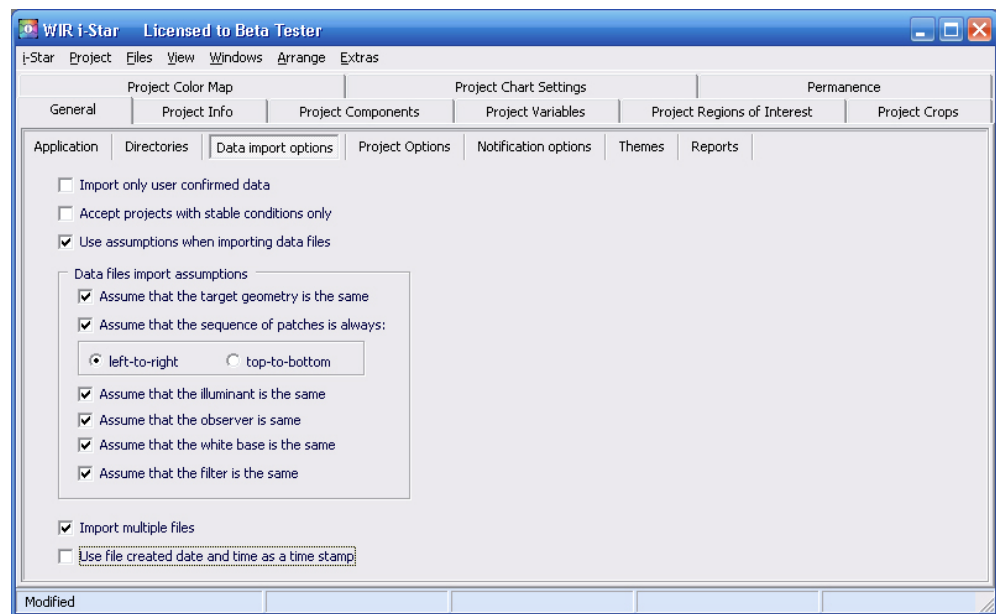 WIR i-Star Licensed to Beta Tester
i-Star Project Files View Windows Arrange Extras
Project Color Map Project Chart Settings Permanence
General Project Info Project Components Project Variables Project Regions of Interest Project Crops
Application Directories Data import options Project Options Notification options Themes Reports
Import only user confirmed data
Accept projects with stable conditions only
Use assumptions when importing data files
Data files import assumptions
Assume that the target geometry is the same
Assume that the sequence of patches is always:
left-to-right top-to-bottom
Assume that the illuminant is the same
Assume that the observer is same
Assume that the white base is the same
Assume that the filter is the same
Import multiple files
Use file created date and time as a time stamp
Modified